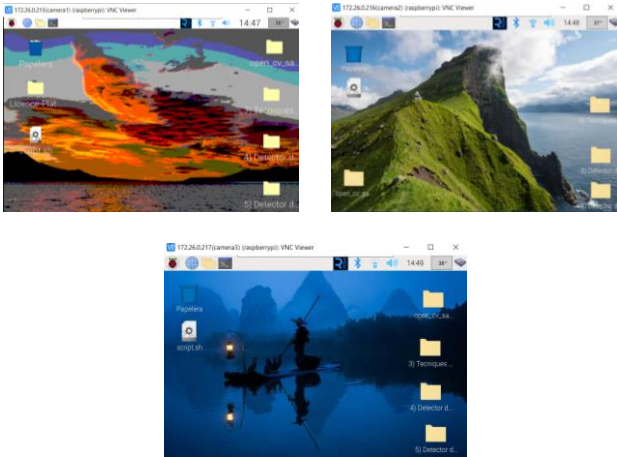 172.26.0.215(camera1) (raspberrypi): VNC Viewer
14:47
Papelera
open_cv_sa
Licence-Plat
3) Tecniques
script.sh
4) Detector d
5) Detector d
172.26.0.216(camera2) (raspberrypi): VNC Viewer
14:48
Papelera
open_cv_sa
172.26.0.217(camera3) (raspberrypi): VNC Viewer
14:49
38°
Papelera
open_cv_sa...
script.sh
3) Tecniques ...
4) Detector d...
5) Detector d...